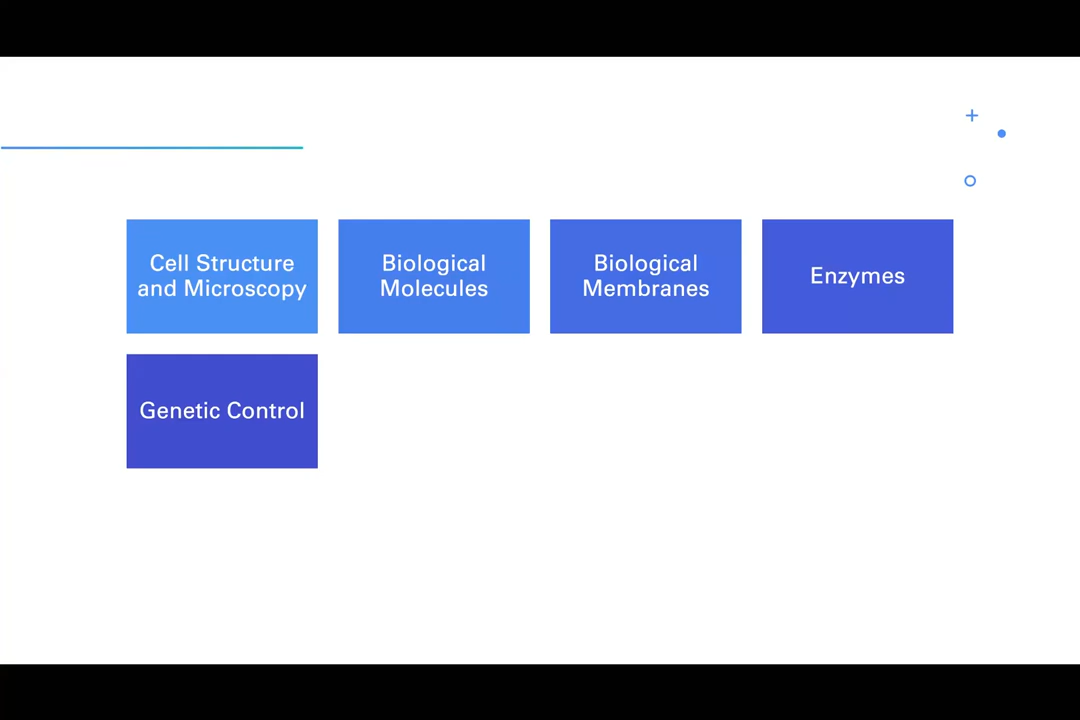 Cell Structure
and Microscopy
Biological
Molecules
Biological
Membranes
Enzymes
Genetic Control